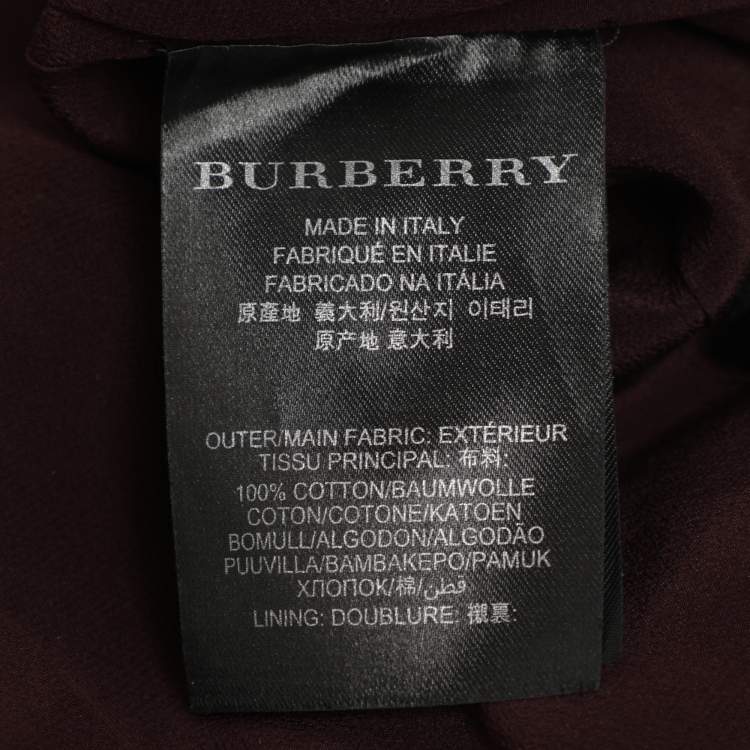 BURBERRY
MADE IN ITALY
FABRIQUÉ EN ITALIE
FABRICADO NA ITÁLIA
原產地 義大利/원산지 이태리
原产地 意大利
OUTER/MAIN FABRIC: EXTÉRIEUR
TISSU PRINCIPAL: 布料:
100% COTTON/BAUMWOLLE
COTON/COTONE/KATOEN
BOMULL/ALGODON/ALGODÃO
PUUVILLA/BAMBAKEPO/PAMUK
ХЛОПОК/棉/قطن
LINING: DOUBLURE: 襯裏: